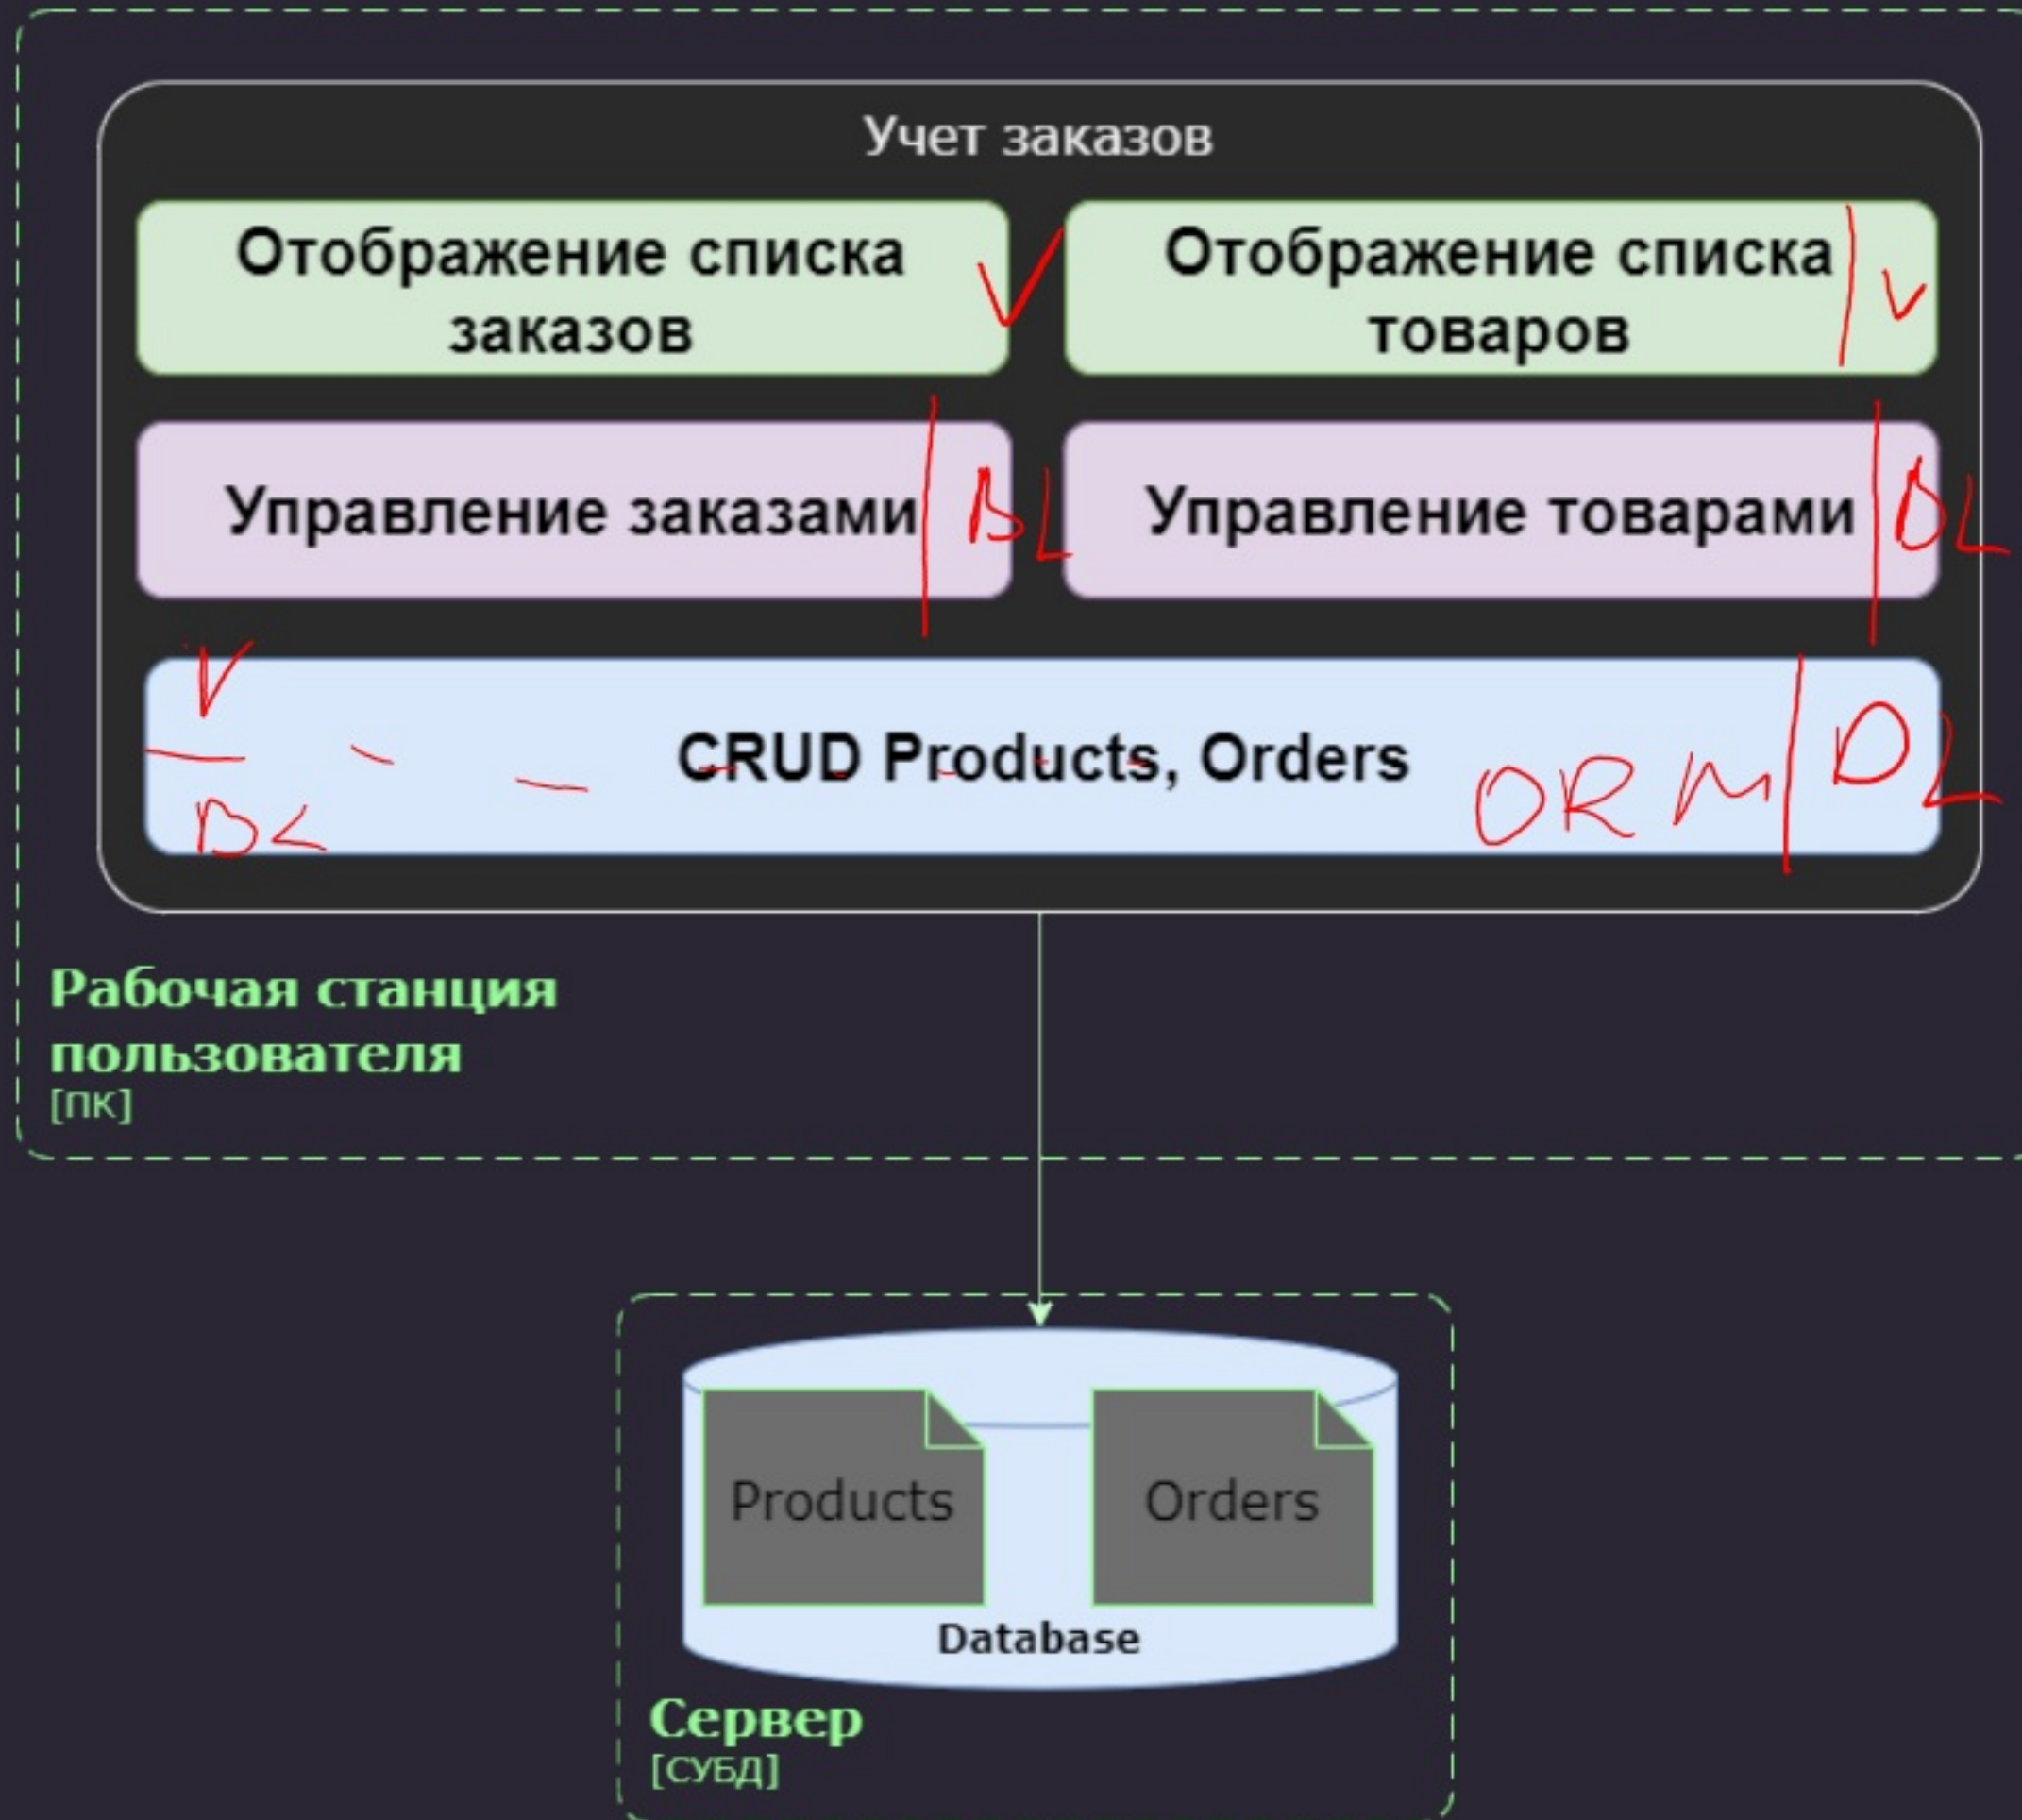 Учет заказов
Отображение списка
заказов
V
Отображение списка
товаров
V
Управление заказами
BL
Управление товарами
BL
V
CRUD Products, Orders
ORM
DL
Рабочая станция
пользователя
[ПК]
Products
Orders
Database
Сервер
[СУБД]